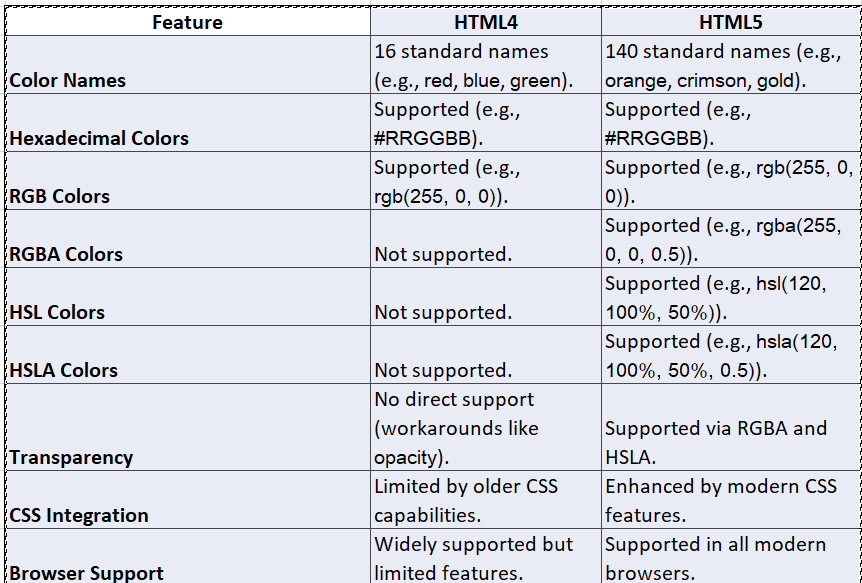 Feature HTML4 HTML5
16 standard names 140 standard names (e.g.,
Color Names (e.g., red, blue, green). orange, crimson, gold).
Supported (e.g., Supported (e.g.,
Hexadecimal Colors #RRGGBB). #RRGGBB).
Supported (e.g., Supported (e.g., rgb(255, 0,
RGB Colors rgb(255, 0, 0)). 0)).
Supported (e.g., rgba(255,
RGBA Colors Not supported. 0, 0, 0.5)).
Supported (e.g., hsl(120,
HSL Colors Not supported. 100%, 50%)).
Supported (e.g., hsla(120,
HSLA Colors Not supported. 100%, 50%, 0.5)).
No direct support
(workarounds like Supported via RGBA and
Transparency opacity). HSLA.
Limited by older CSS Enhanced by modern CSS
CSS Integration capabilities. features.
Widely supported but Supported in all modern
Browser Support limited features. browsers.